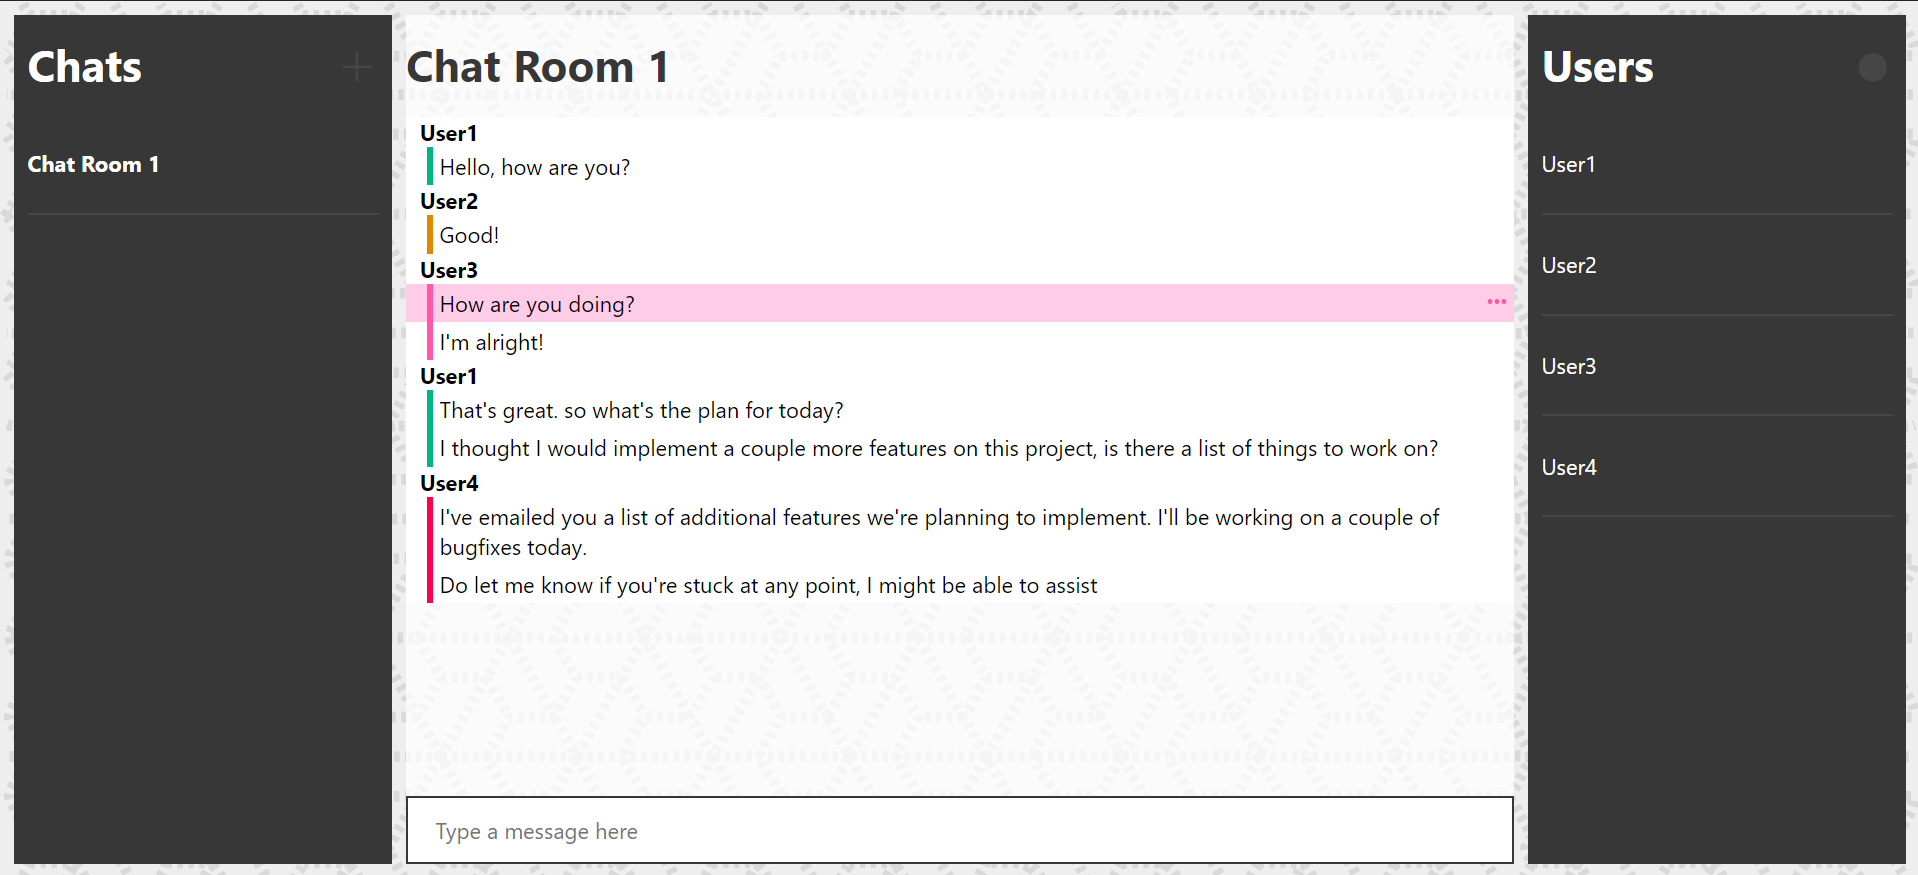 Chats
Chat Room 1
Chat Room 1
User1
Hello, how are you?
User2
Good!
User3
How are you doing?
I'm alright!
User1
That's great. so what's the plan for today?
I thought I would implement a couple more features on this project, is there a list of things to work on?
User4
I've emailed you a list of additional features we're planning to implement. I'll be working on a couple of
bugfixes today.
Do let me know if you're stuck at any point, I might be able to assist
Type a message here
Users
User1
User2
User3
User4